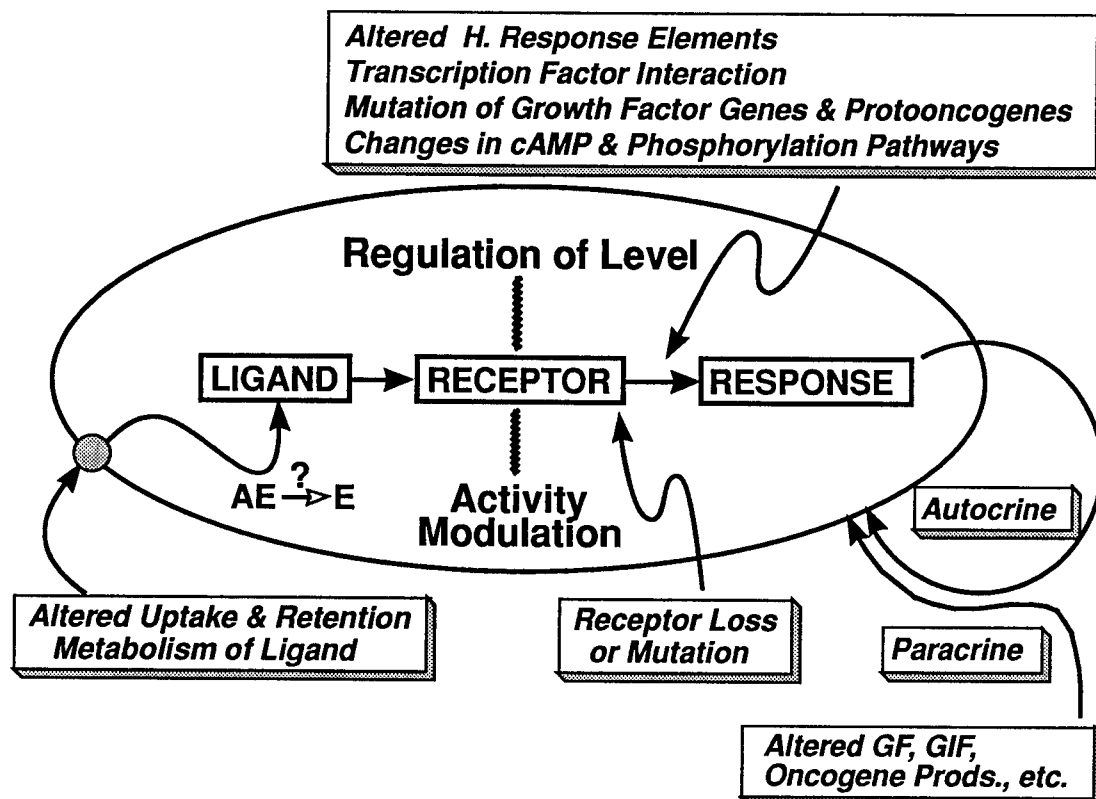 Altered H. Response Elements
Transcription Factor Interaction
Mutation of Growth Factor Genes & Protooncogenes
Changes in cAMP & Phosphorylation Pathways
Regulation of Level
LIGAND
RECEPTOR
RESPONSE
?
AE E
Activity
Modulation
Autocrine
Altered Uptake & Retention
Metabolism of Ligand
Receptor Loss
or Mutation
Paracrine
Altered GF, GIF,
Oncogene Prods., etc.